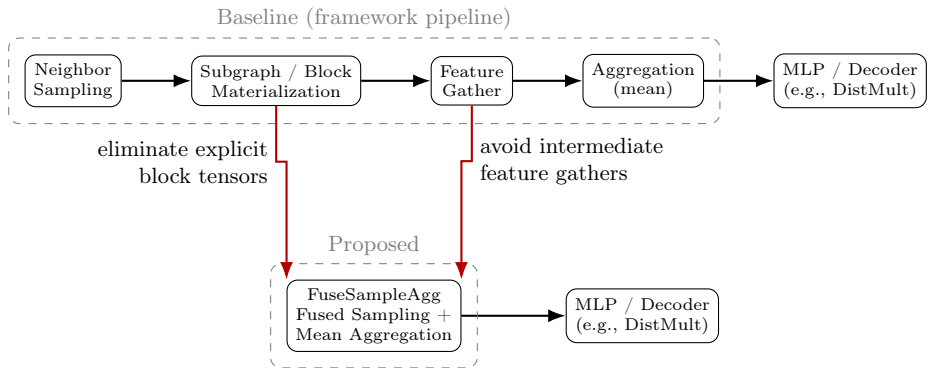 Baseline (framework pipeline)
Neighbor
Sampling
Subgraph / Block
Materialization
Feature
Gather
Aggregation
(mean)
MLP / Decoder
(e.g., DistMult)
eliminate explicit
block tensors
avoid intermediate
feature gathers
Proposed
FuseSampleAgg
Fused Sampling +
Mean Aggregation
MLP / Decoder
(e.g., DistMult)